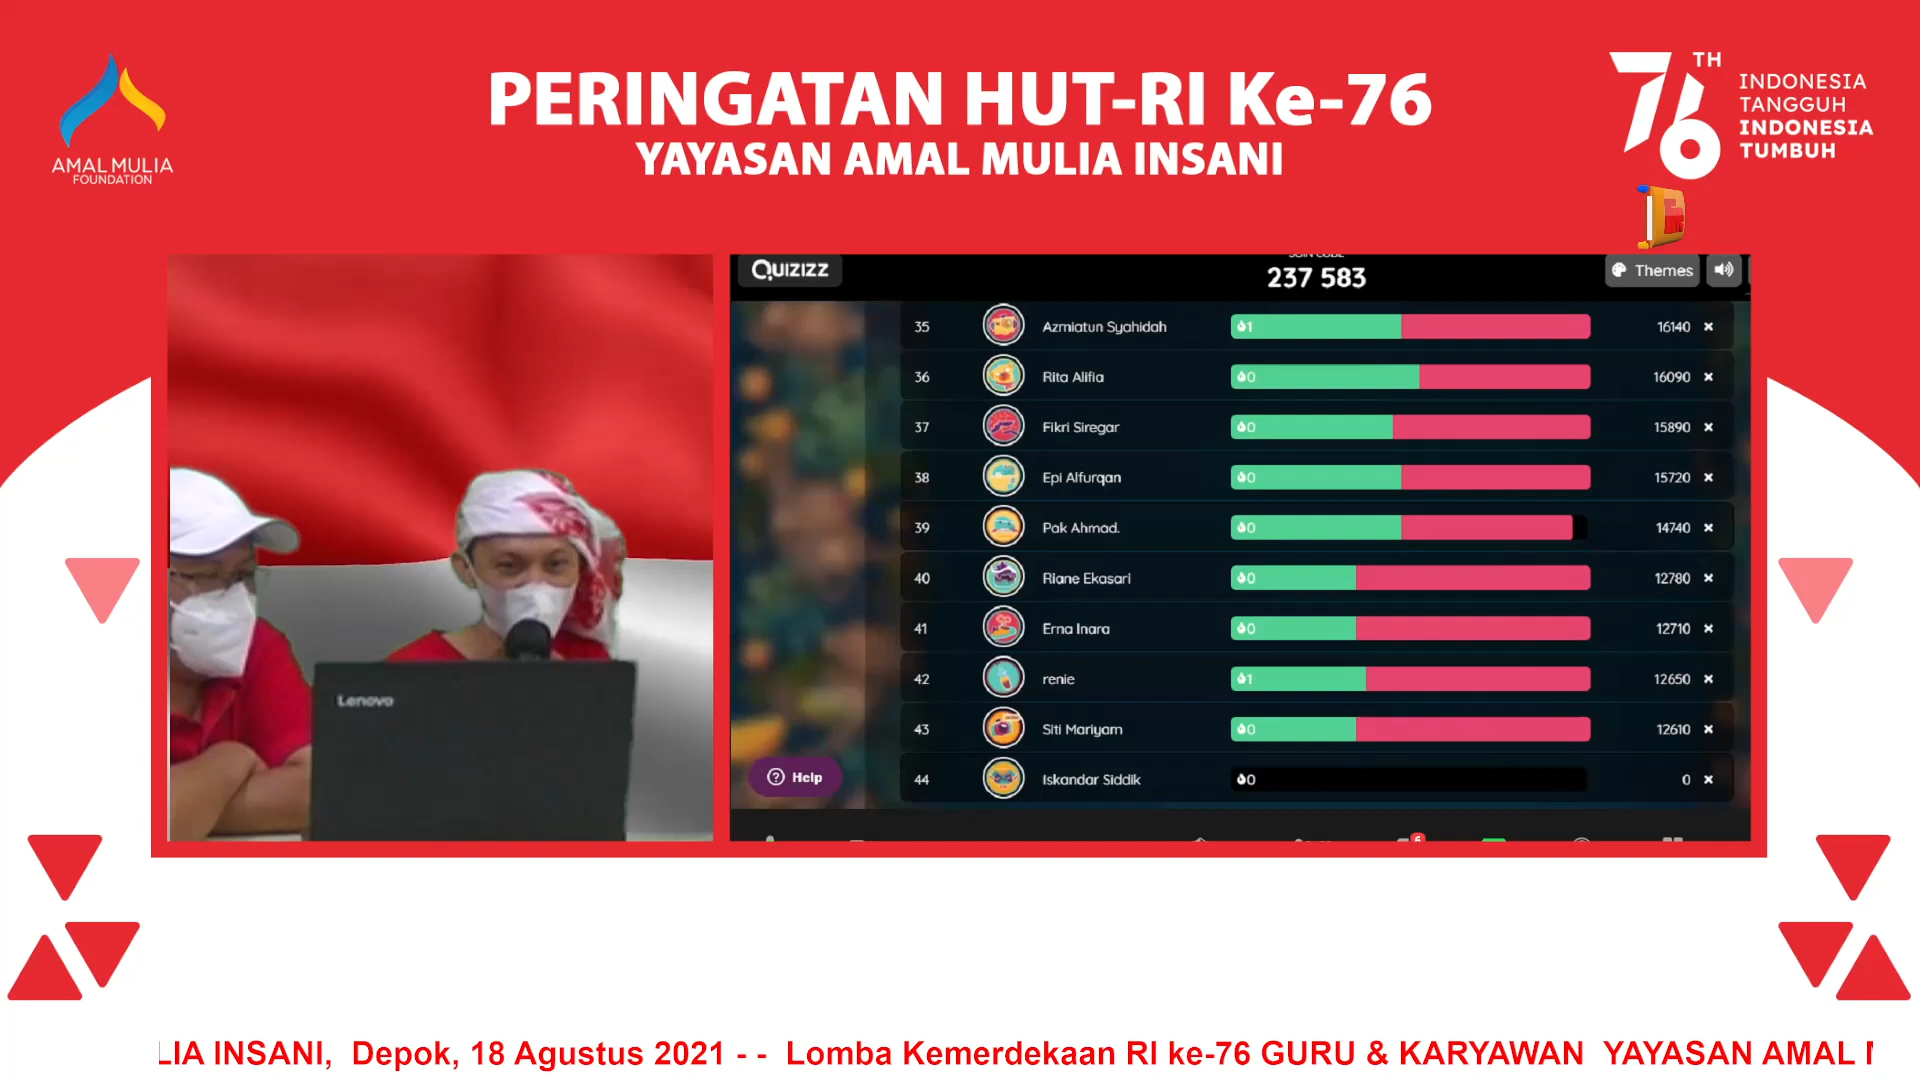 PERINGATAN HUT-RI Ke-76
YAYASAN AMAL MULIA INSANI
AMAL MULIA
FOUNDATION
76 TH
INDONESIA
TANGGUH
INDONESIA
TUMBUH
Quizizz
JOIN CODE
237 583
Themes
35 Azmiatun Syahidah 1 16140
36 Rita Alifia 0 16090
37 Fikri Siregar 0 15890
38 Epi Alfurqan 0 15720
39 Pak Ahmad. 0 14740
40 Riane Ekasari 0 12780
41 Erna Inara 0 12710
42 renie 1 12650
43 Siti Mariyam 0 12610
44 Iskandar Siddik 0 0
Help
6
Lenovo
LIA INSANI, Depok, 18 Agustus 2021 - - Lomba Kemerdekaan RI ke-76 GURU & KARYAWAN YAYASAN AMAL